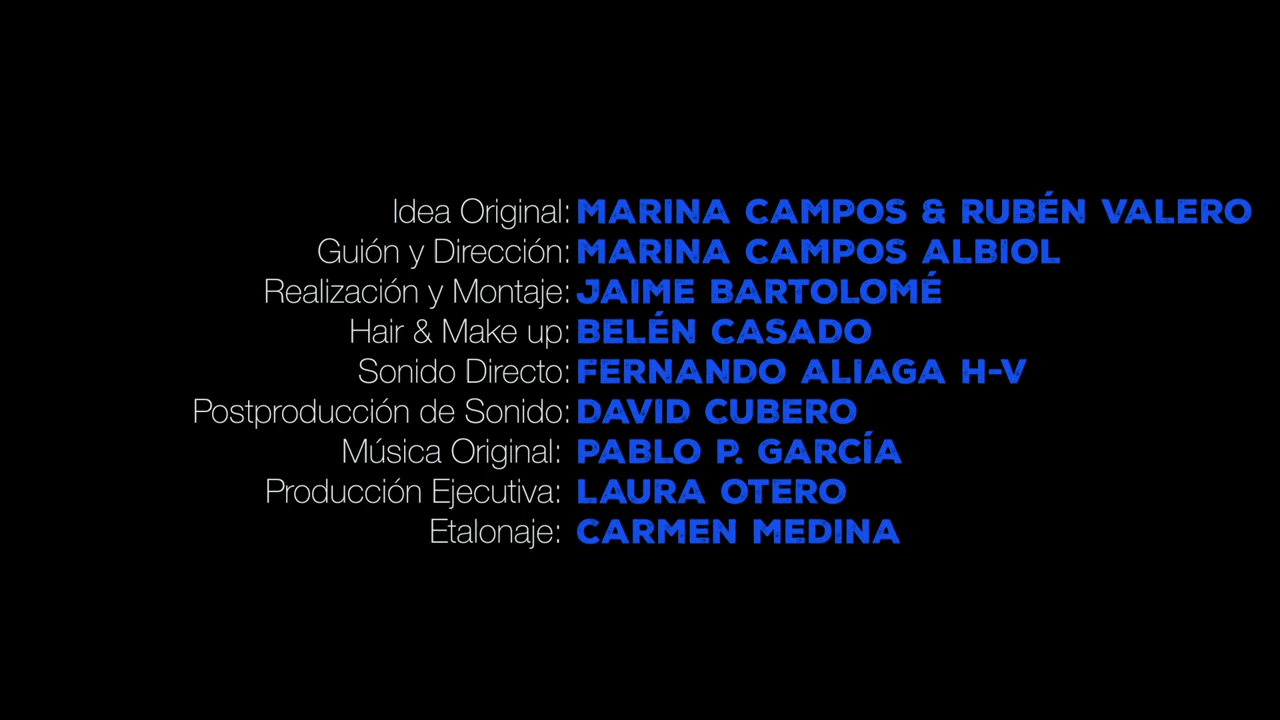 Idea Original: MARINA CAMPOS & RUBÉN VALERO
Guión y Dirección: MARINA CAMPOS ALBIOL
Realización y Montaje: JAIME BARTOLOMÉ
Hair & Make up: BELÉN CASADO
Sonido Directo: FERNANDO ALIAGA H-V
Postproducción de Sonido: DAVID CUBERO
Música Original: PABLO P. GARCÍA
Producción Ejecutiva: LAURA OTERO
Etalonaje: CARMEN MEDINA